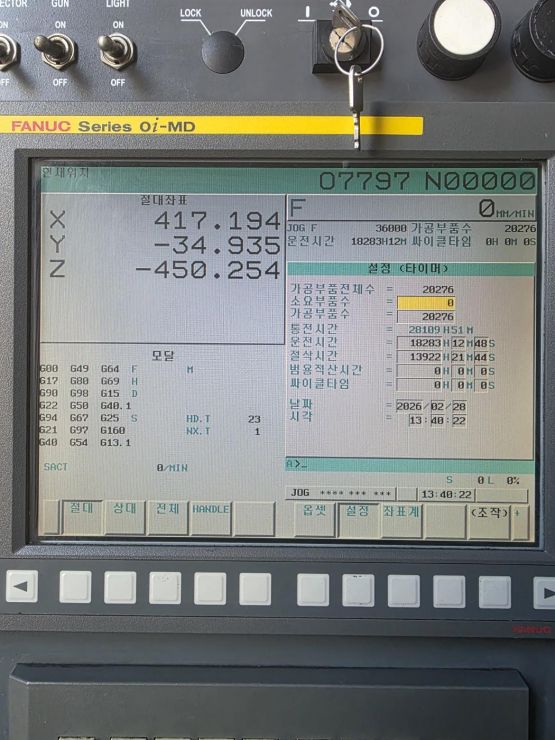 GUN LIGHT
ON ON
OFF OFF OFF
LOCK UNLOCK
FANUC Series 0i-MD
현재위치 O7797 N00000
절대좌표
X 417.194
Y -34.935
Z -450.254
F 0MM/MIN
JOG F 36000 가공부품수 20276
운전시간 18283H12M 싸이클타임 0H 0M 0S
설정 (타이머)
가공부품전체수 = 20276
소요부품수 = 0
가공부품수 = 20276
통전시간 = 28109H51M
운전시간 = 18283H12M48S
절삭시간 = 13922H21M44S
범용적산시간 = 0H 0M 0S
싸이클타임 = 0H 0M 0S
날짜 = 2026/02/28
시각 = 13:40:22
모달
G00 G49 G64 F M
G17 G80 G69 H
G90 G98 G15 D
G22 G50 G40.1
G94 G67 G25 S HD.T 23
G21 G97 G160 NX.T 1
G40 G54 G13.1
SACT 0/MIN
A>_
S 0L 0%
JOG **** *** *** 13:40:22
절대 상대 전체 HANDLE
옵셋 설정 좌표계 (조작) +
FANUC